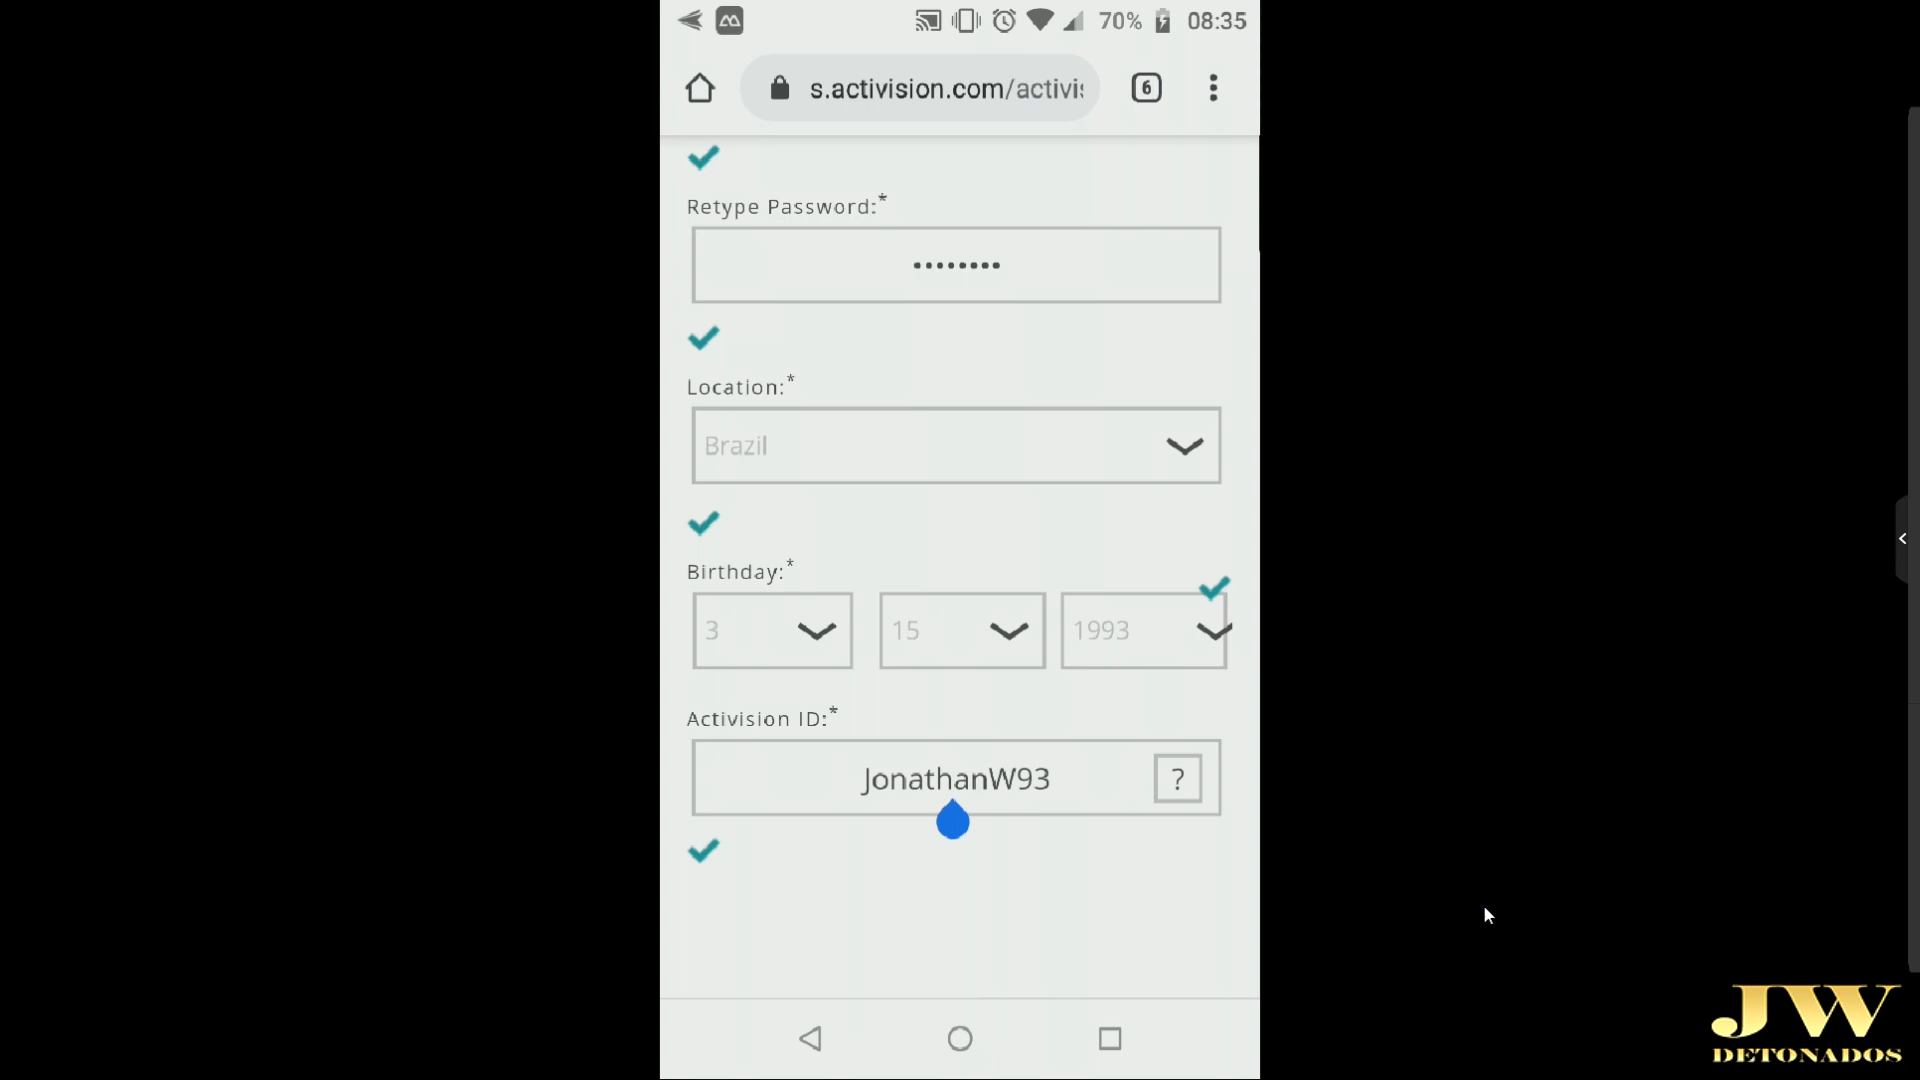 70% 08:35
s.activision.com/activi
6
Retype Password:*
••••••••
Location:*
Brazil
Birthday:*
3 15 1993
Activision ID:*
JonathanW93 ?
JW
DETONADOS